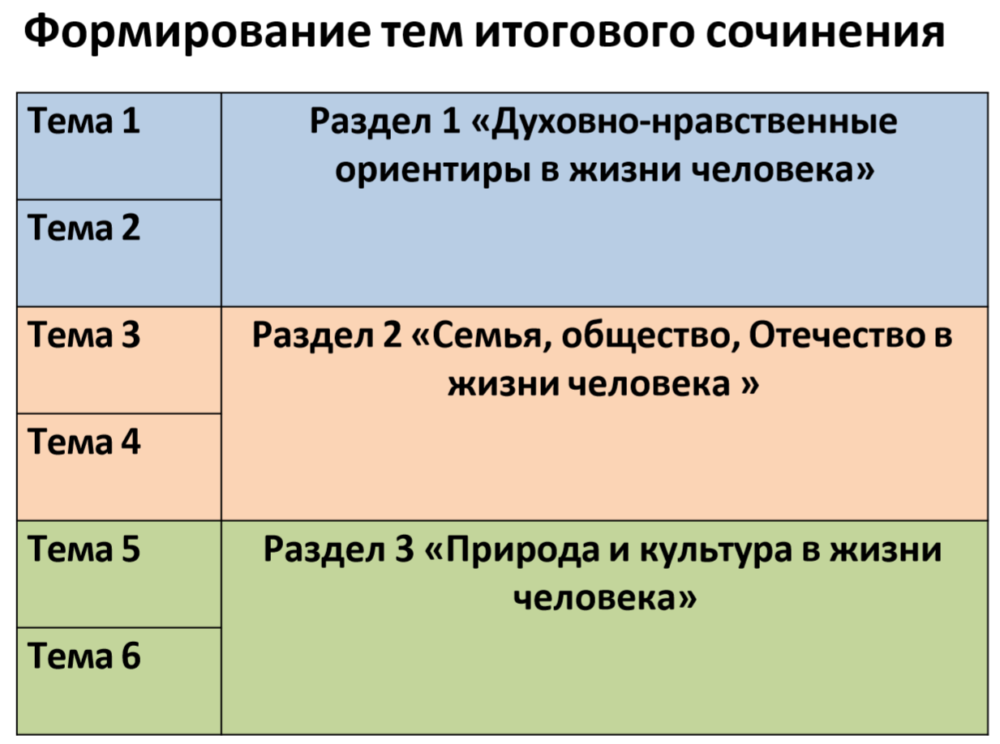 Формирование тем итогового сочинения
Тема 1
Раздел 1 «Духовно-нравственные
ориентиры в жизни человека»
Тема 2
Тема 3
Раздел 2 «Семья, общество, Отечество в
жизни человека »
Тема 4
Тема 5
Раздел 3 «Природа и культура в жизни
человека»
Тема 6